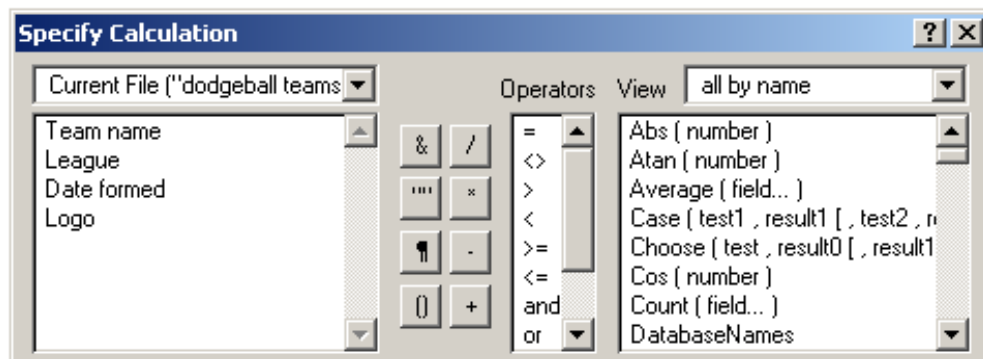 Specify Calculation
Current File ("dodgeball teams
Operators
View
all by name
Team name
League
Date formed
Logo
& /
"" *
¶ -
() +
=
<>
>
<
>=
<=
and
or
Abs ( number )
Atan ( number )
Average ( field... )
Case ( test1 , result1 [ , test2 ,
Choose ( test , result0 [ , result1
Cos ( number )
Count ( field... )
DatabaseNames